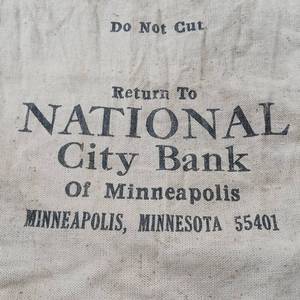 Do Not Cut
Return To
NATIONAL
City Bank
Of Minneapolis
MINNEAPOLIS, MINNESOTA 55401